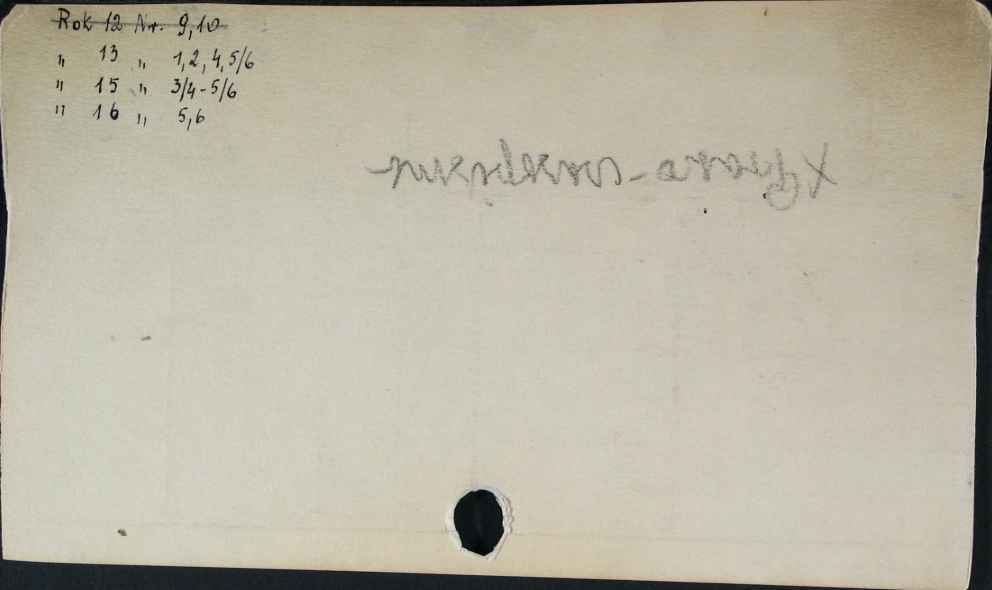 Rok 12 Nr. 9,10
" 13 " 1, 2, 4, 5/6
" 15 " 3/4 - 5/6
" 16 " 5,6